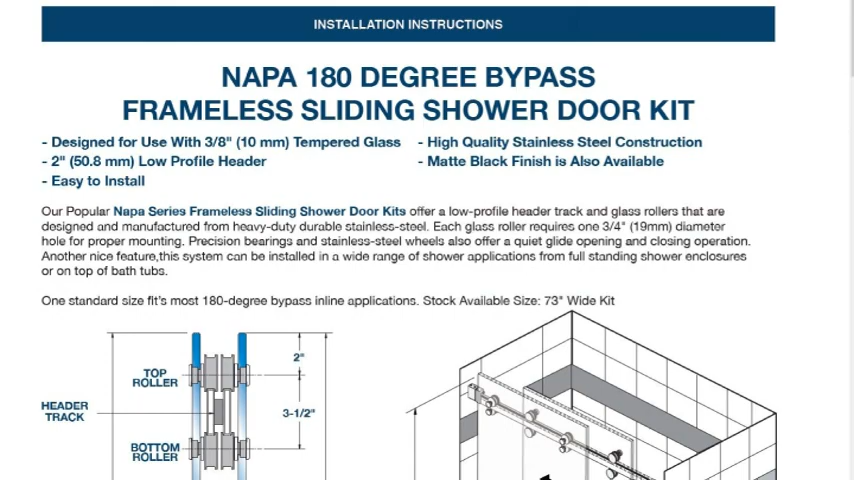 INSTALLATION INSTRUCTIONS
NAPA 180 DEGREE BYPASS
FRAMELESS SLIDING SHOWER DOOR KIT
- Designed for Use With 3/8" (10 mm) Tempered Glass
- 2" (50.8 mm) Low Profile Header
- Easy to Install
- High Quality Stainless Steel Construction
- Matte Black Finish is Also Available
Our Popular Napa Series Frameless Sliding Shower Door Kits offer a low-profile header track and glass rollers that are
designed and manufactured from heavy-duty durable stainless-steel. Each glass roller requires one 3/4" (19mm) diameter
hole for proper mounting. Precision bearings and stainless-steel wheels also offer a quiet glide opening and closing operation.
Another nice feature,this system can be installed in a wide range of shower applications from full standing shower enclosures
or on top of bath tubs.
One standard size fit's most 180-degree bypass inline applications. Stock Available Size: 73" Wide Kit
2"
TOP
ROLLER
HEADER
TRACK
3-1/2"
BOTTOM
ROLLER